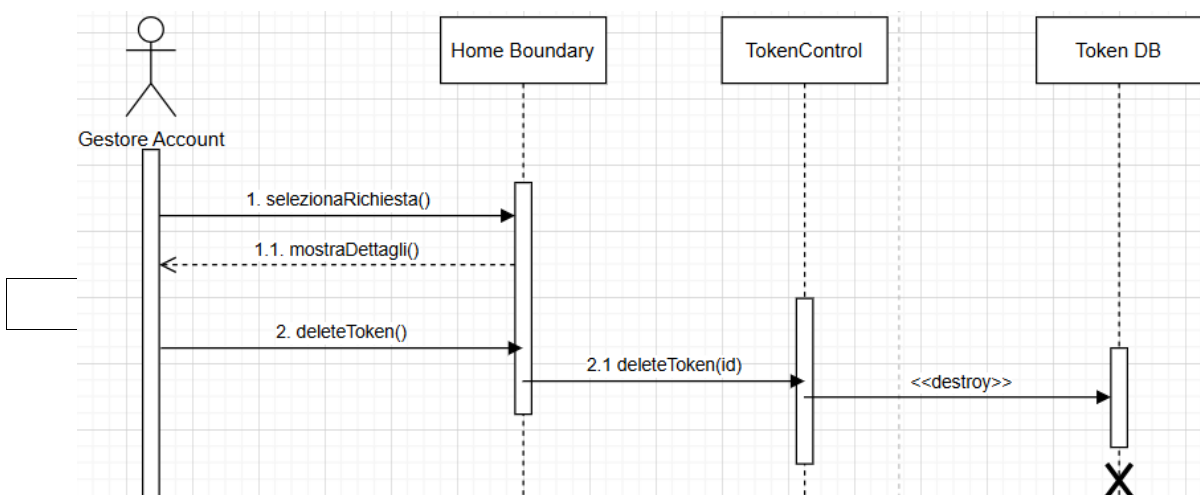 Home Boundary
TokenControl
Token DB
Gestore Account
1. selezionaRichiesta()
1.1. mostraDettagli()
2. deleteToken()
2.1 deleteToken(id)
<<destroy>>